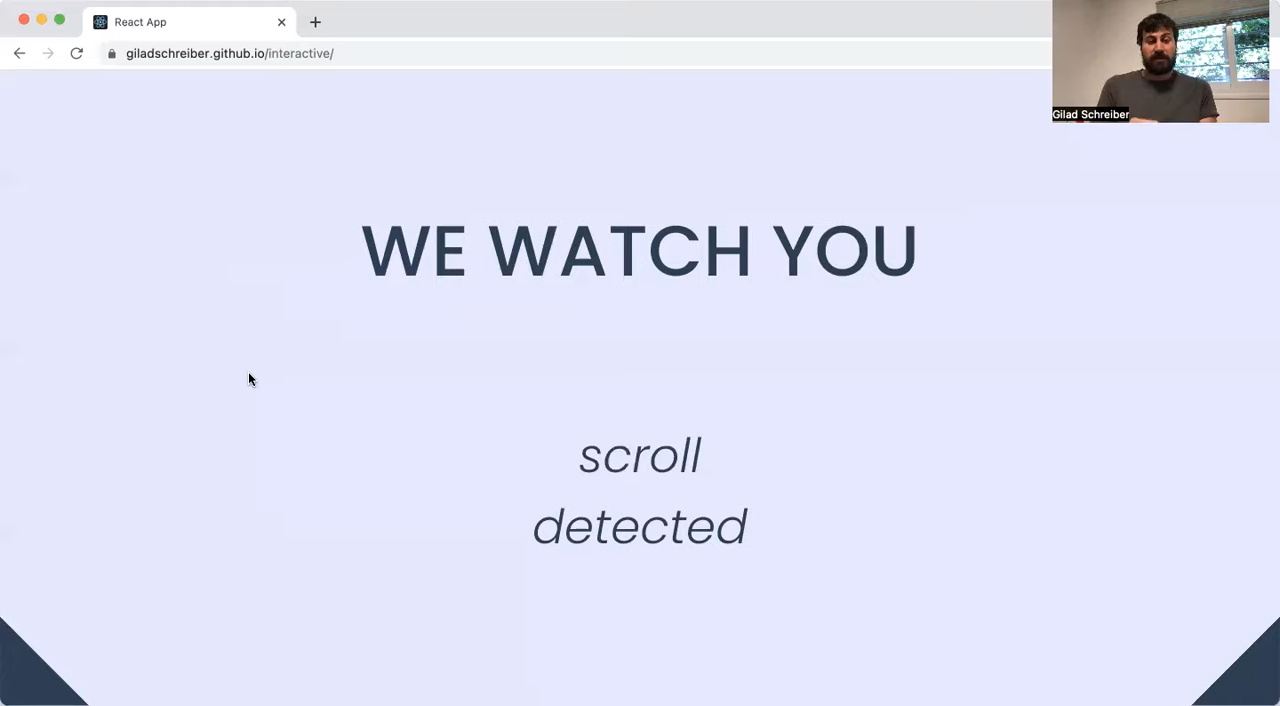 React App
giladschreiber.github.io/interactive/
Gilad Schreiber
WE WATCH YOU
scroll
detected